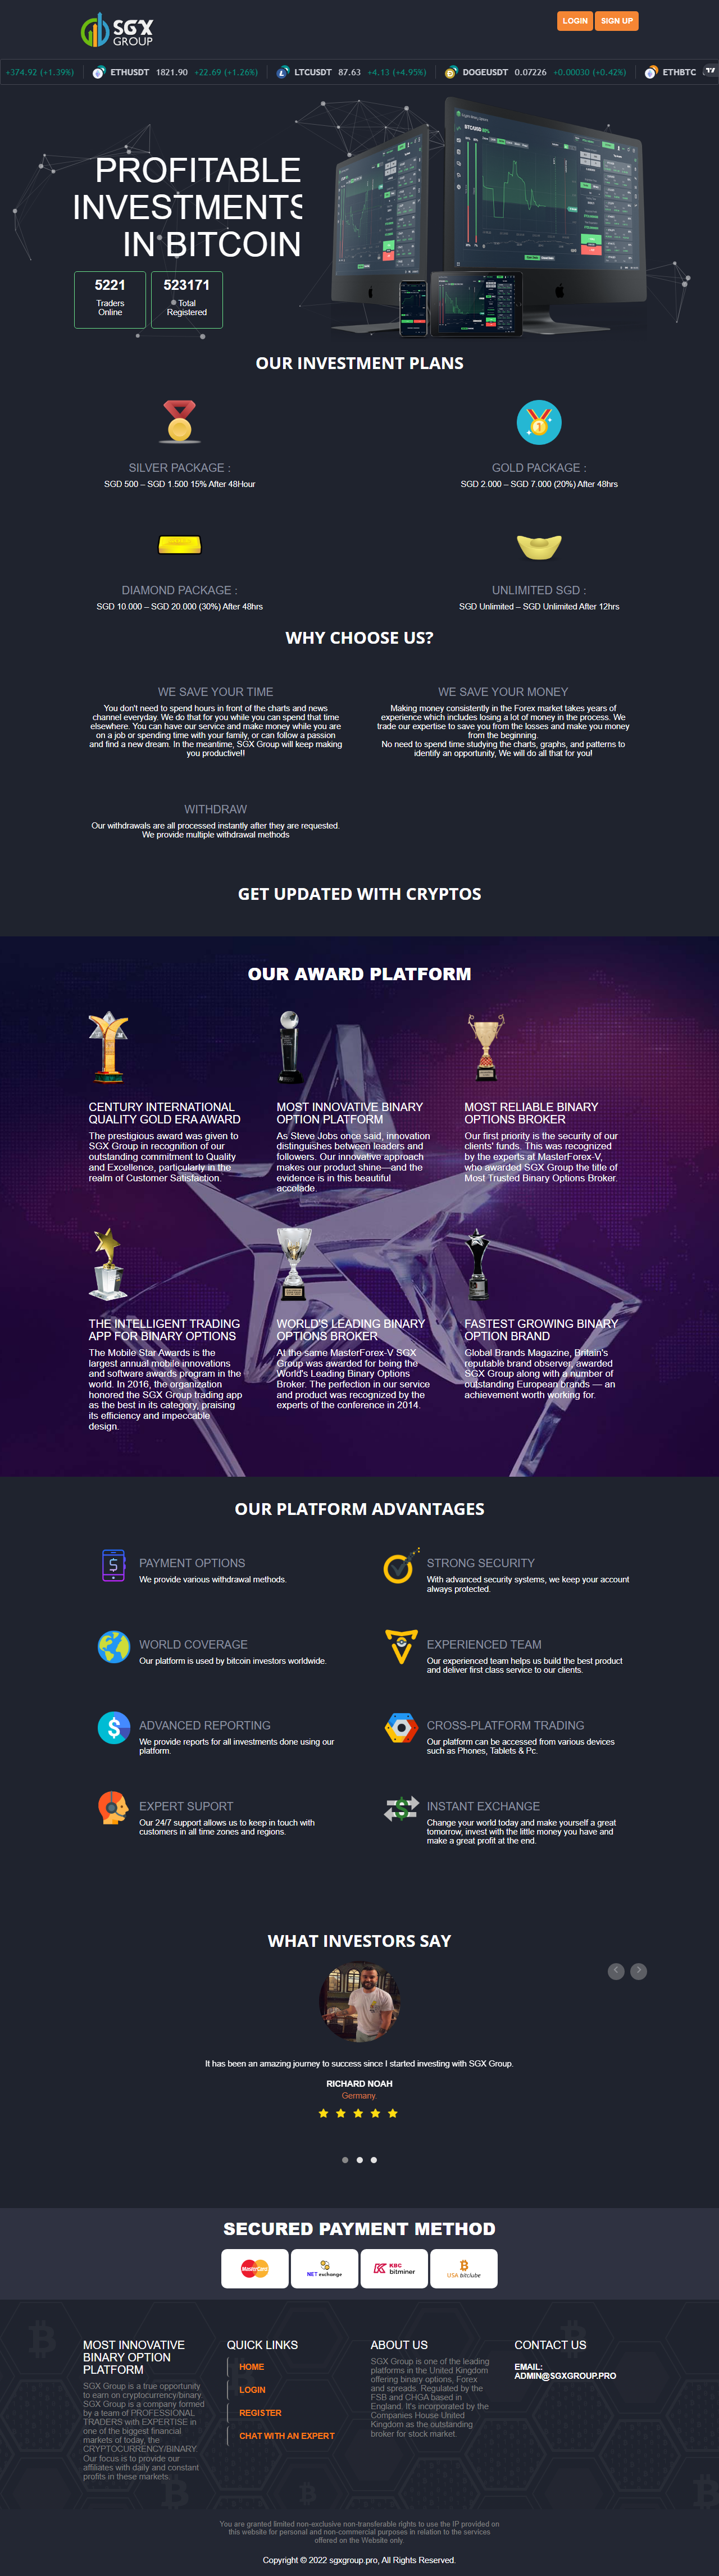 SGX
GROUP
LOGIN
SIGN UP
+374.92 (+1.39%)
ETHUSDT 1821.90 +22.69 (+1.26%)
LTCUSDT 87.63 +4.13 (+4.95%)
DOGEUSDT 0.07226 +0.00030 (+0.42%)
ETHBTC
PROFITABLE
INVESTMENTS
IN BITCOIN
5221
Traders
Online
523171
Total
Registered
OUR INVESTMENT PLANS
SILVER PACKAGE :
SGD 500 – SGD 1.500 15% After 48Hour
GOLD PACKAGE :
SGD 2.000 – SGD 7.000 (20%) After 48hrs
DIAMOND PACKAGE :
SGD 10.000 – SGD 20.000 (30%) After 48hrs
UNLIMITED SGD :
SGD Unlimited – SGD Unlimited After 12hrs
WHY CHOOSE US?
WE SAVE YOUR TIME
You don't need to spend hours in front of the charts and news
channel everyday. We do that for you while you can spend that time
elsewhere. You can have our service and make money while you are
on a job or spending time with your family, or can follow a passion
and find a new dream. In the meantime, SGX Group will keep making
you productive!!
WE SAVE YOUR MONEY
Making money consistently in the Forex market takes years of
experience which includes losing a lot of money in the process. We
trade our expertise to save you from the losses and make you money
from the beginning.
No need to spend time studying the charts, graphs, and patterns to
identify an opportunity, We will do all that for you!
WITHDRAW
Our withdrawals are all processed instantly after they are requested.
We provide multiple withdrawal methods
GET UPDATED WITH CRYPTOS
OUR AWARD PLATFORM
CENTURY INTERNATIONAL
QUALITY GOLD ERA AWARD
The prestigious award was given to
SGX Group in recognition of our
outstanding commitment to Quality
and Excellence, particularly in the
realm of Customer Satisfaction.
MOST INNOVATIVE BINARY
OPTION PLATFORM
As Steve Jobs once said, innovation
distinguishes between leaders and
followers. Our innovative approach
makes our product shine—and the
evidence is in this beautiful
accolade.
MOST RELIABLE BINARY
OPTIONS BROKER
Our first priority is the security of our
clients' funds. This was recognized
by the experts at MasterForex-V,
who awarded SGX Group the title of
Most Trusted Binary Options Broker.
THE INTELLIGENT TRADING
APP FOR BINARY OPTIONS
The Mobile Star Awards is the
largest annual mobile innovations
and software awards program in the
world. In 2016, the organization
honored the SGX Group trading app
as the best in its category, praising
its efficiency and impeccable
design.
WORLD'S LEADING BINARY
OPTIONS BROKER
At the same MasterForex-V SGX
Group was awarded for being the
World's Leading Binary Options
Broker. The perfection in our service
and product was recognized by the
experts of the conference in 2014.
FASTEST GROWING BINARY
OPTION BRAND
Global Brands Magazine, Britain's
reputable brand observer, awarded
SGX Group along with a number of
outstanding European brands — an
achievement worth working for.
OUR PLATFORM ADVANTAGES
PAYMENT OPTIONS
We provide various withdrawal methods.
STRONG SECURITY
With advanced security systems, we keep your account
always protected.
WORLD COVERAGE
Our platform is used by bitcoin investors worldwide.
EXPERIENCED TEAM
Our experienced team helps us build the best product
and deliver first class service to our clients.
ADVANCED REPORTING
We provide reports for all investments done using our
platform.
CROSS-PLATFORM TRADING
Our platform can be accessed from various devices
such as Phones, Tablets & Pc.
EXPERT SUPORT
Our 24/7 support allows us to keep in touch with
customers in all time zones and regions.
INSTANT EXCHANGE
Change your world today and make yourself a great
tomorrow, invest with the little money you have and
make a great profit at the end.
WHAT INVESTORS SAY
It has been an amazing journey to success since I started investing with SGX Group.
RICHARD NOAH
Germany.
SECURED PAYMENT METHOD
MasterCard
NET exchange
KBC
bitminer
USA bitclube
MOST INNOVATIVE
BINARY OPTION
PLATFORM
SGX Group is a true opportunity
to earn on cryptocurrency/binary.
SGX Group is a company formed
by a team of PROFESSIONAL
TRADERS with EXPERTISE in
one of the biggest financial
markets of today, the
CRYPTOCURRENCY/BINARY.
Our focus is to provide our
affiliates with daily and constant
profits in these markets.
QUICK LINKS
HOME
LOGIN
REGISTER
CHAT WITH AN EXPERT
ABOUT US
SGX Group is one of the leading
platforms in the United Kingdom
offering binary options, Forex
and spreads. Regulated by the
FSB and CHGA based in
England. It's incorporated by the
Companies House United
Kingdom as the outstanding
broker for stock market.
CONTACT US
EMAIL:
ADMIN@SGXGROUP.PRO
You are granted limited non-exclusive non-transferable rights to use the IP provided on
this website for personal and non-commercial purposes in relation to the services
offered on the Website only.
Copyright © 2022 sgxgroup.pro, All Rights Reserved.